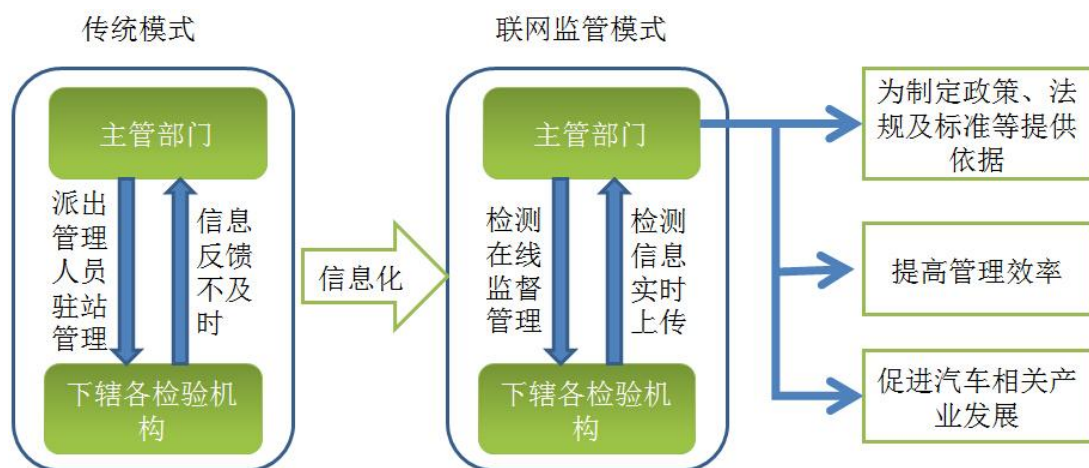 传统模式
联网监管模式
主管部门
派出
管理
人员
驻站
管理
信息
反馈
不及
时
下辖各检验机
构
信息化
主管部门
检测
在线
监督
管理
检测
信息
实时
上传
下辖各检验机
构
为制定政策、法
规及标准等提供
依据
提高管理效率
促进汽车相关产
业发展